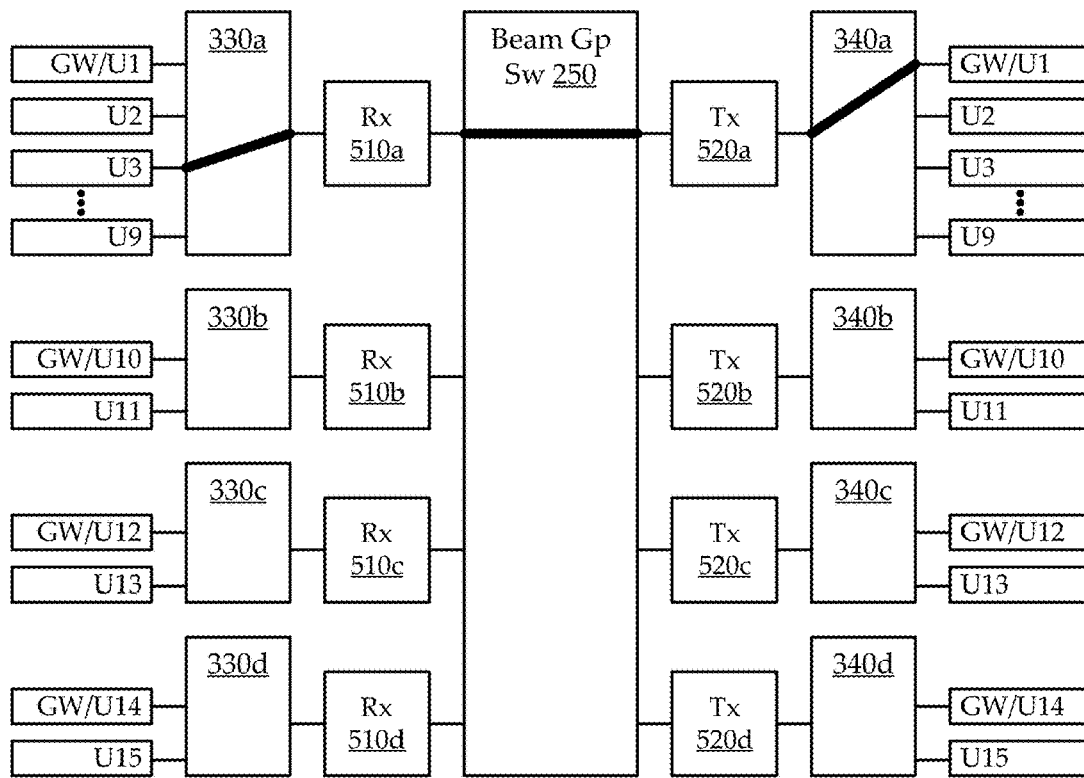 330a
Beam Gp
Sw 250
340a
GW/U1
U2
U3
U9
Rx
510a
Tx
520a
GW/U1
U2
U3
U9
330b
340b
GW/U10
U11
Rx
510b
Tx
520b
GW/U10
U11
330c
340c
GW/U12
U13
Rx
510c
Tx
520c
GW/U12
U13
330d
340d
GW/U14
U15
Rx
510d
Tx
520d
GW/U14
U15